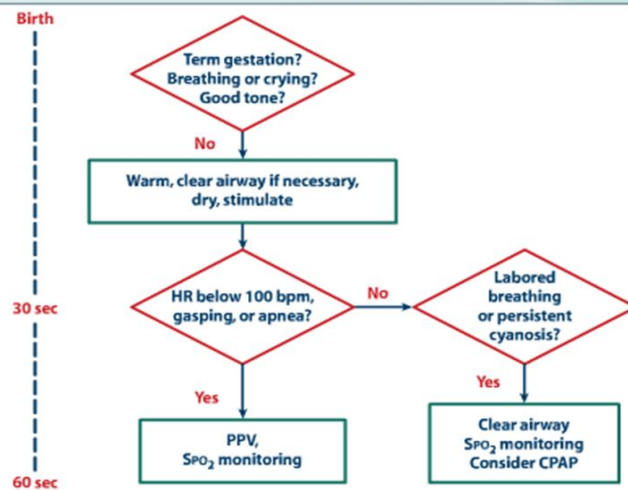 Birth
Term gestation?
Breathing or crying?
Good tone?
No
Warm, clear airway if necessary,
dry, stimulate
30 sec
HR below 100 bpm,
gasping, or apnea?
No
Labored
breathing
or persistent
cyanosis?
Yes
Yes
PPV,
SPO₂ monitoring
Clear airway
SPO₂ monitoring
Consider CPAP
60 sec